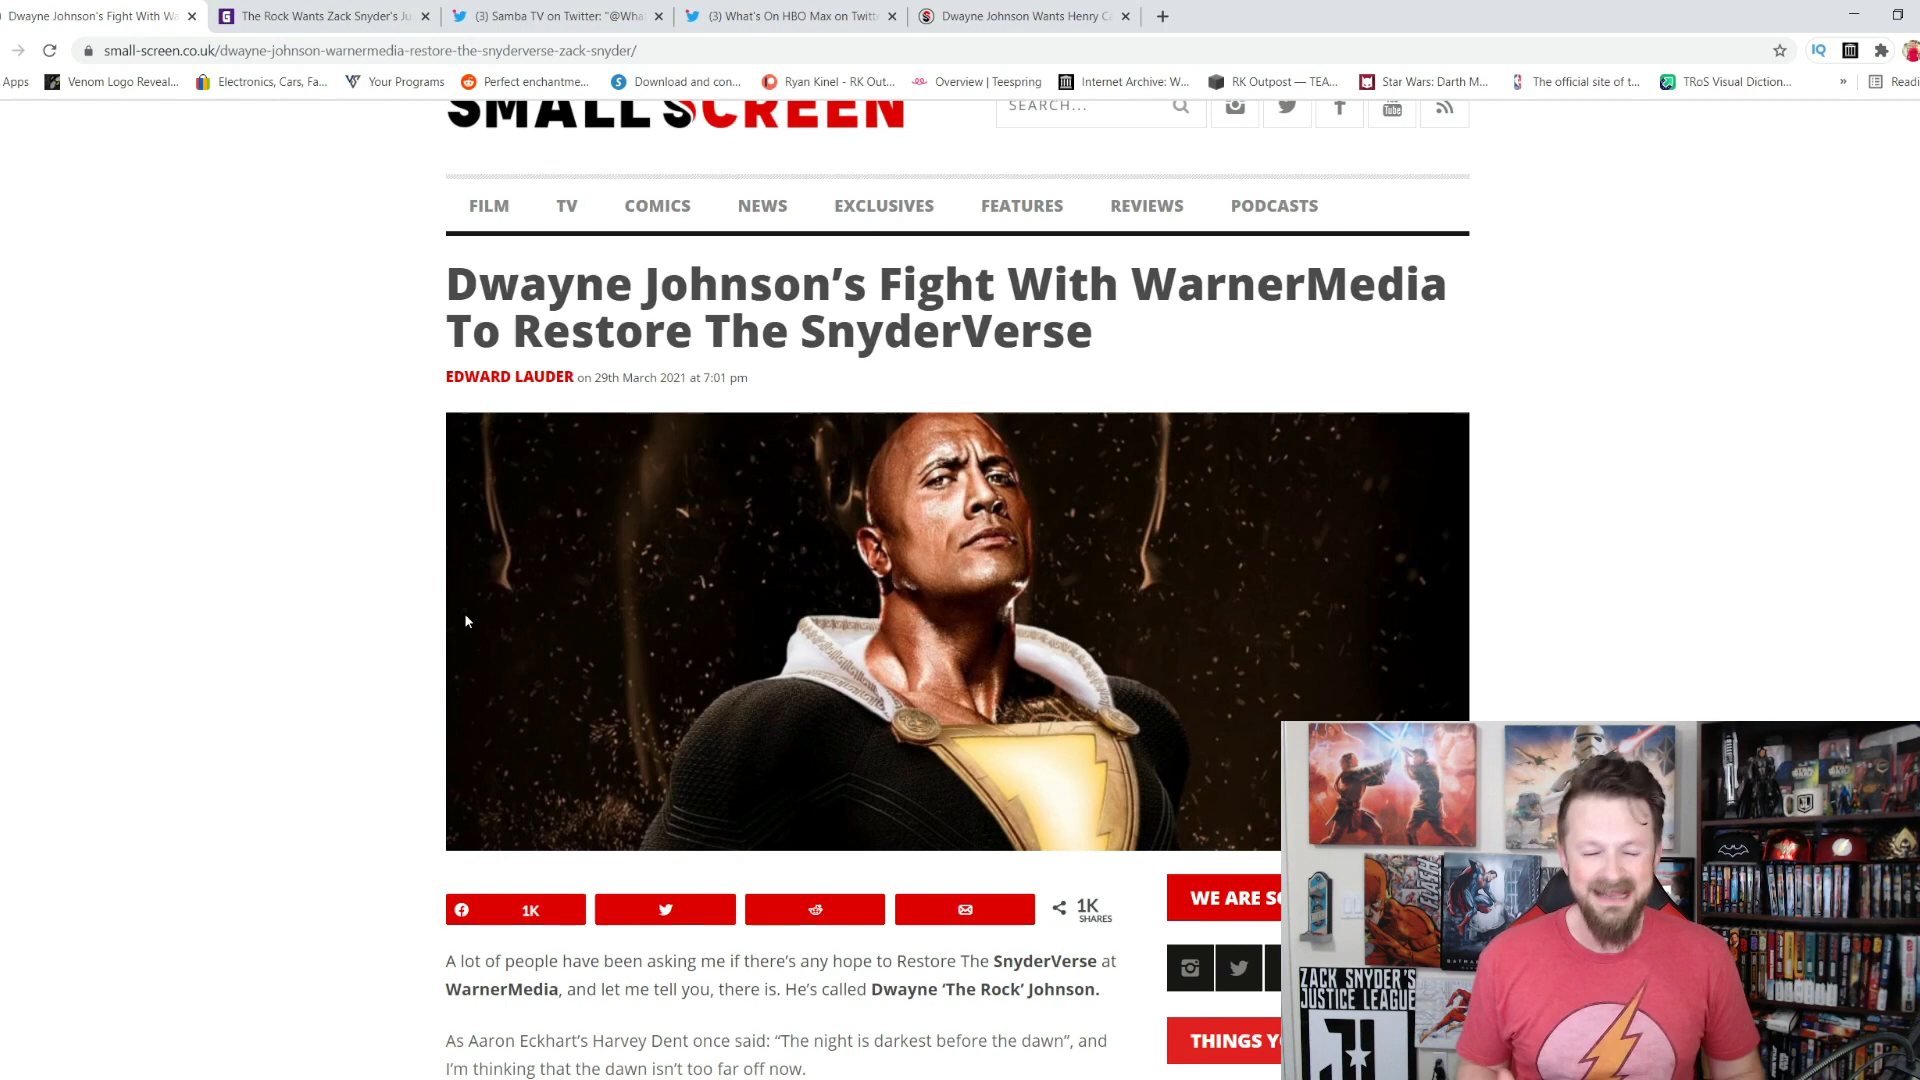 Dwayne Johnson's Fight With Wa
The Rock Wants Zack Snyder's Ju
(3) Samba TV on Twitter: "@Wha
(3) What's On HBO Max on Twitt
Dwayne Johnson Wants Henry Ca
small-screen.co.uk/dwayne-johnson-warnermedia-restore-the-snyderverse-zack-snyder/
IQ
Apps
Venom Logo Reveal...
Electronics, Cars, Fa...
Your Programs
Perfect enchantme...
Download and con...
Ryan Kinel - RK Out...
Overview | Teespring
Internet Archive: W...
RK Outpost — TEA...
Star Wars: Darth M...
The official site of t...
TRoS Visual Diction...
»
Readi
SMALL SCREEN
SEARCH...
You Tube
FILM TV COMICS NEWS EXCLUSIVES FEATURES REVIEWS PODCASTS
Dwayne Johnson's Fight With WarnerMedia
To Restore The SnyderVerse
EDWARD LAUDER on 29th March 2021 at 7:01 pm
1K
1K
SHARES
WE ARE SO
A lot of people have been asking me if there's any hope to Restore The SnyderVerse at
WarnerMedia, and let me tell you, there is. He's called Dwayne 'The Rock' Johnson.
As Aaron Eckhart's Harvey Dent once said: "The night is darkest before the dawn", and
I'm thinking that the dawn isn't too far off now.
THINGS Y
ZACK SNYDER'S
JUSTICE LEAGUE
FLASH